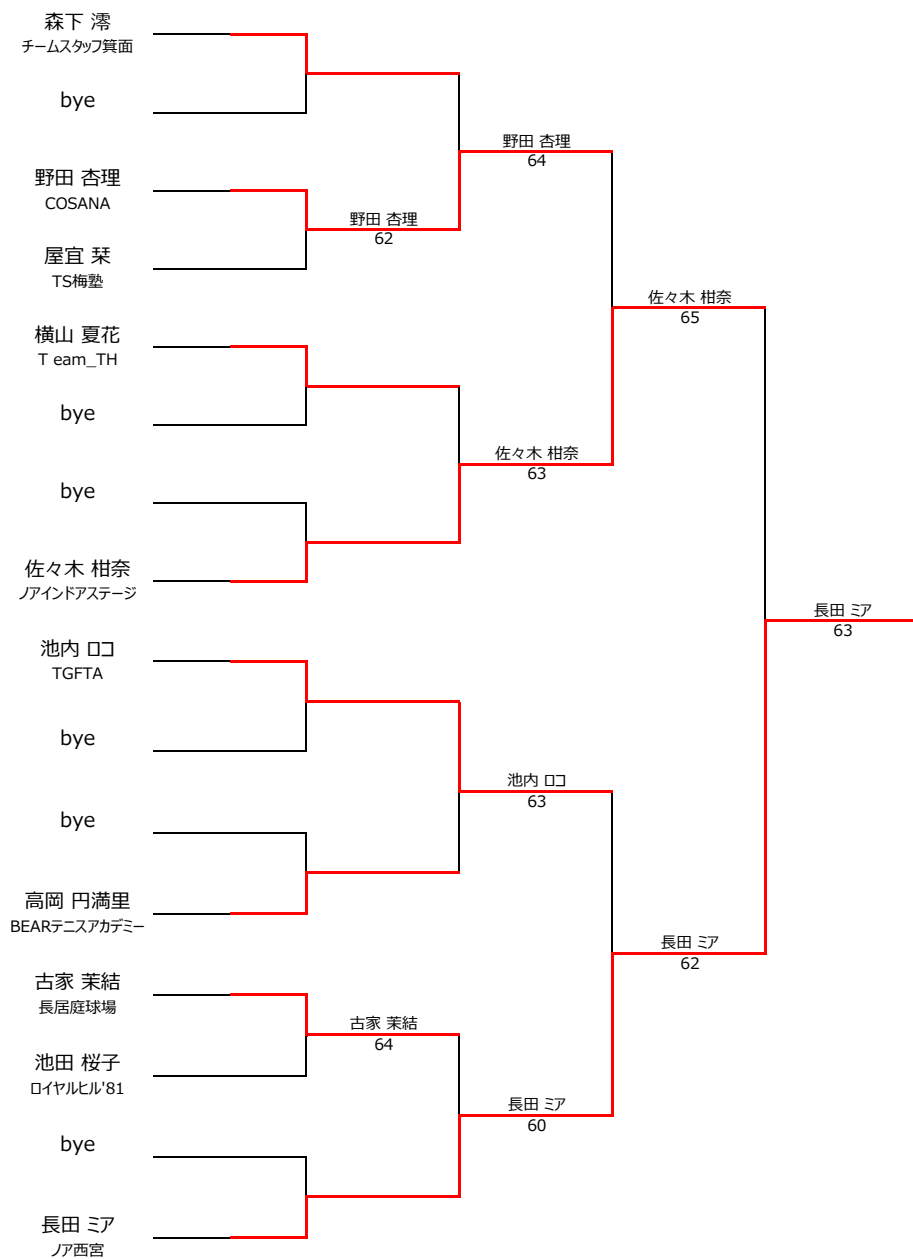 森下 澪
チームスタッフ箕面
bye
野田 杏理
COSANA
屋宜 栞
TS梅塾
横山 夏花
T eam_TH
bye
bye
佐々木 柑奈
ノアインドアステージ
池内 ロコ
TGFTA
bye
bye
高岡 円満里
BEARテニスアカデミー
古家 茉結
長居庭球場
池田 桜子
ロイヤルヒル'81
bye
長田 ミア
ノア西宮
野田 杏理
62
古家 茉結
64
野田 杏理
64
佐々木 柑奈
63
池内 ロコ
63
長田 ミア
60
佐々木 柑奈
65
長田 ミア
62
長田 ミア
63